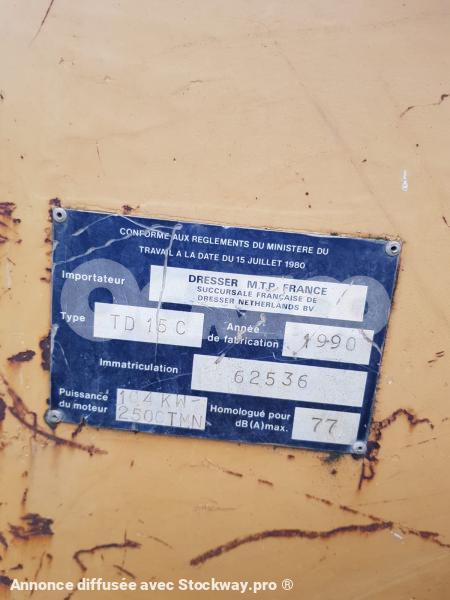 CONFORME AUX REGLEMENTS DU MINISTERE DU
TRAVAIL A LA DATE DU 15 JUILLET 1980
Importateur
DRESSER M.T.P. FRANCE
SUCCURSALE FRANÇAISE DE
DRESSER NETHERLANDS BV
Type
TD 15 C
Année
de fabrication
1990
Immatriculation
62536
Puissance
du moteur
104 KW-
2500TMN
Homologué pour
dB (A) max.
77
Annonce diffusée avec Stockway.pro ®